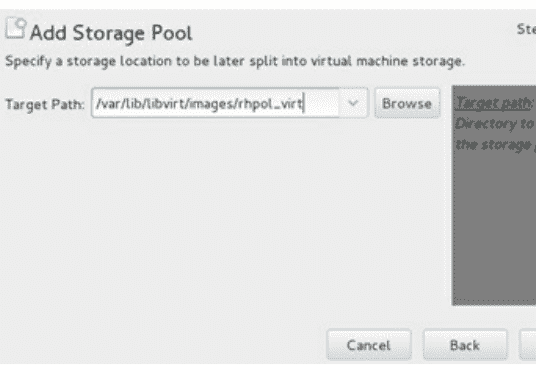 Add Storage Pool
Ste
Specify a storage location to be later split into virtual machine storage.
Target Path: /var/lib/libvirt/images/rhpol_virt Browse
Target path:
Directory to
the storage
Cancel Back